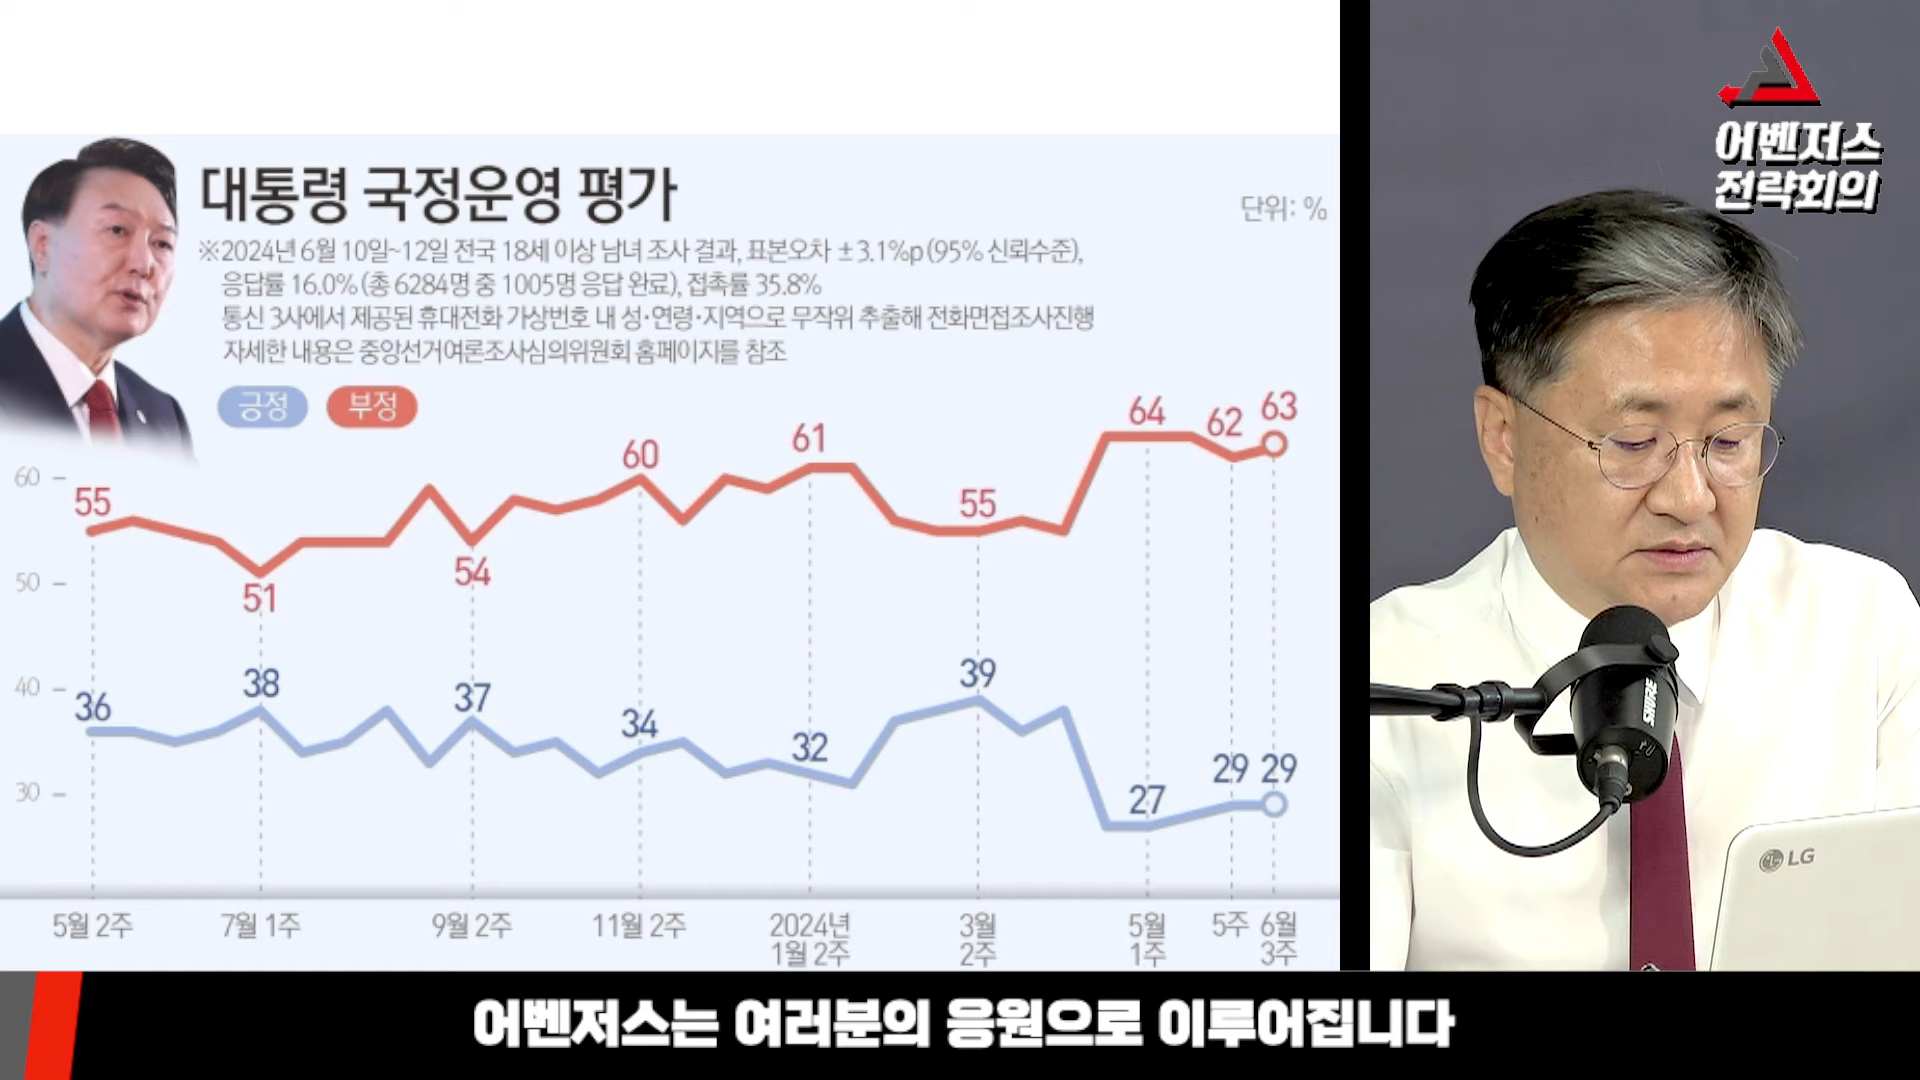 어벤저스
전략회의
대통령 국정운영 평가
단위: %
※2024년 6월 10일~12일 전국 18세 이상 남녀 조사 결과, 표본오차 ±3.1%p(95% 신뢰수준),
응답률 16.0%(총 6284명 중 1005명 응답 완료), 접촉률 35.8%
통신 3사에서 제공된 휴대전화 가상번호 내 성·연령·지역으로 무작위 추출해 전화면접조사진행
자세한 내용은 중앙선거여론조사심의위원회 홈페이지를 참조
긍정 부정
60
50
40
30
55 51 54 60 61 55 64 62 63
36 38 37 34 32 39 27 29 29
5월 2주 7월 1주 9월 2주 11월 2주 2024년 3월 5월 5주 6월
1월 2주 2주 1주 3주
SHURE
LG
어벤저스는 여러분의 응원으로 이루어집니다